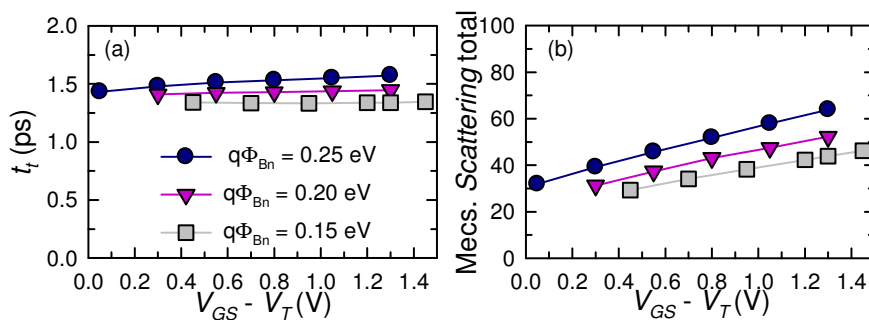 (a)
t_t (ps)
2.0
1.5
1.0
0.5
0.0
qΦ_Bn = 0.25 eV
qΦ_Bn = 0.20 eV
qΦ_Bn = 0.15 eV
0.0 0.2 0.4 0.6 0.8 1.0 1.2 1.4
V_GS - V_T (V)
(b)
Mecs. Scattering total
100
80
60
40
20
0
0.0 0.2 0.4 0.6 0.8 1.0 1.2 1.4
V_GS - V_T (V)